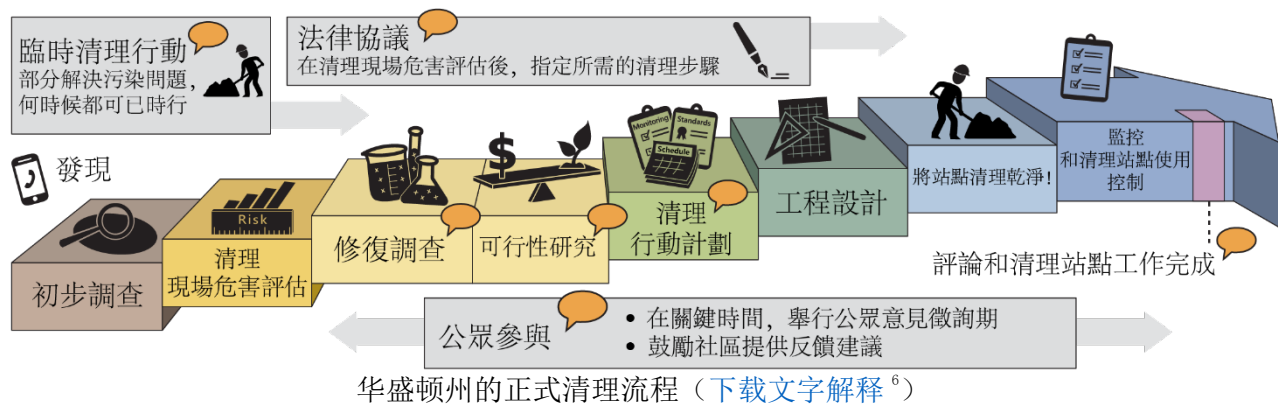 臨時清理行動
部分解決污染問題,
何時候都可已時行
法律協議
在清理現場危害評估後，指定所需的清理步驟
發現
初步調查
Risk
清理
現場危害評估
修復調查
$
可行性研究
Monitoring
Standards
Schedule
清理
行動計劃
工程設計
將站點清理乾淨!
監控
和清理站點使用
控制
評論和清理站點工作完成
公眾參與
• 在關鍵時間，舉行公眾意見徵詢期
• 鼓勵社區提供反饋建議
华盛顿州的正式清理流程（下载文字解释 6）